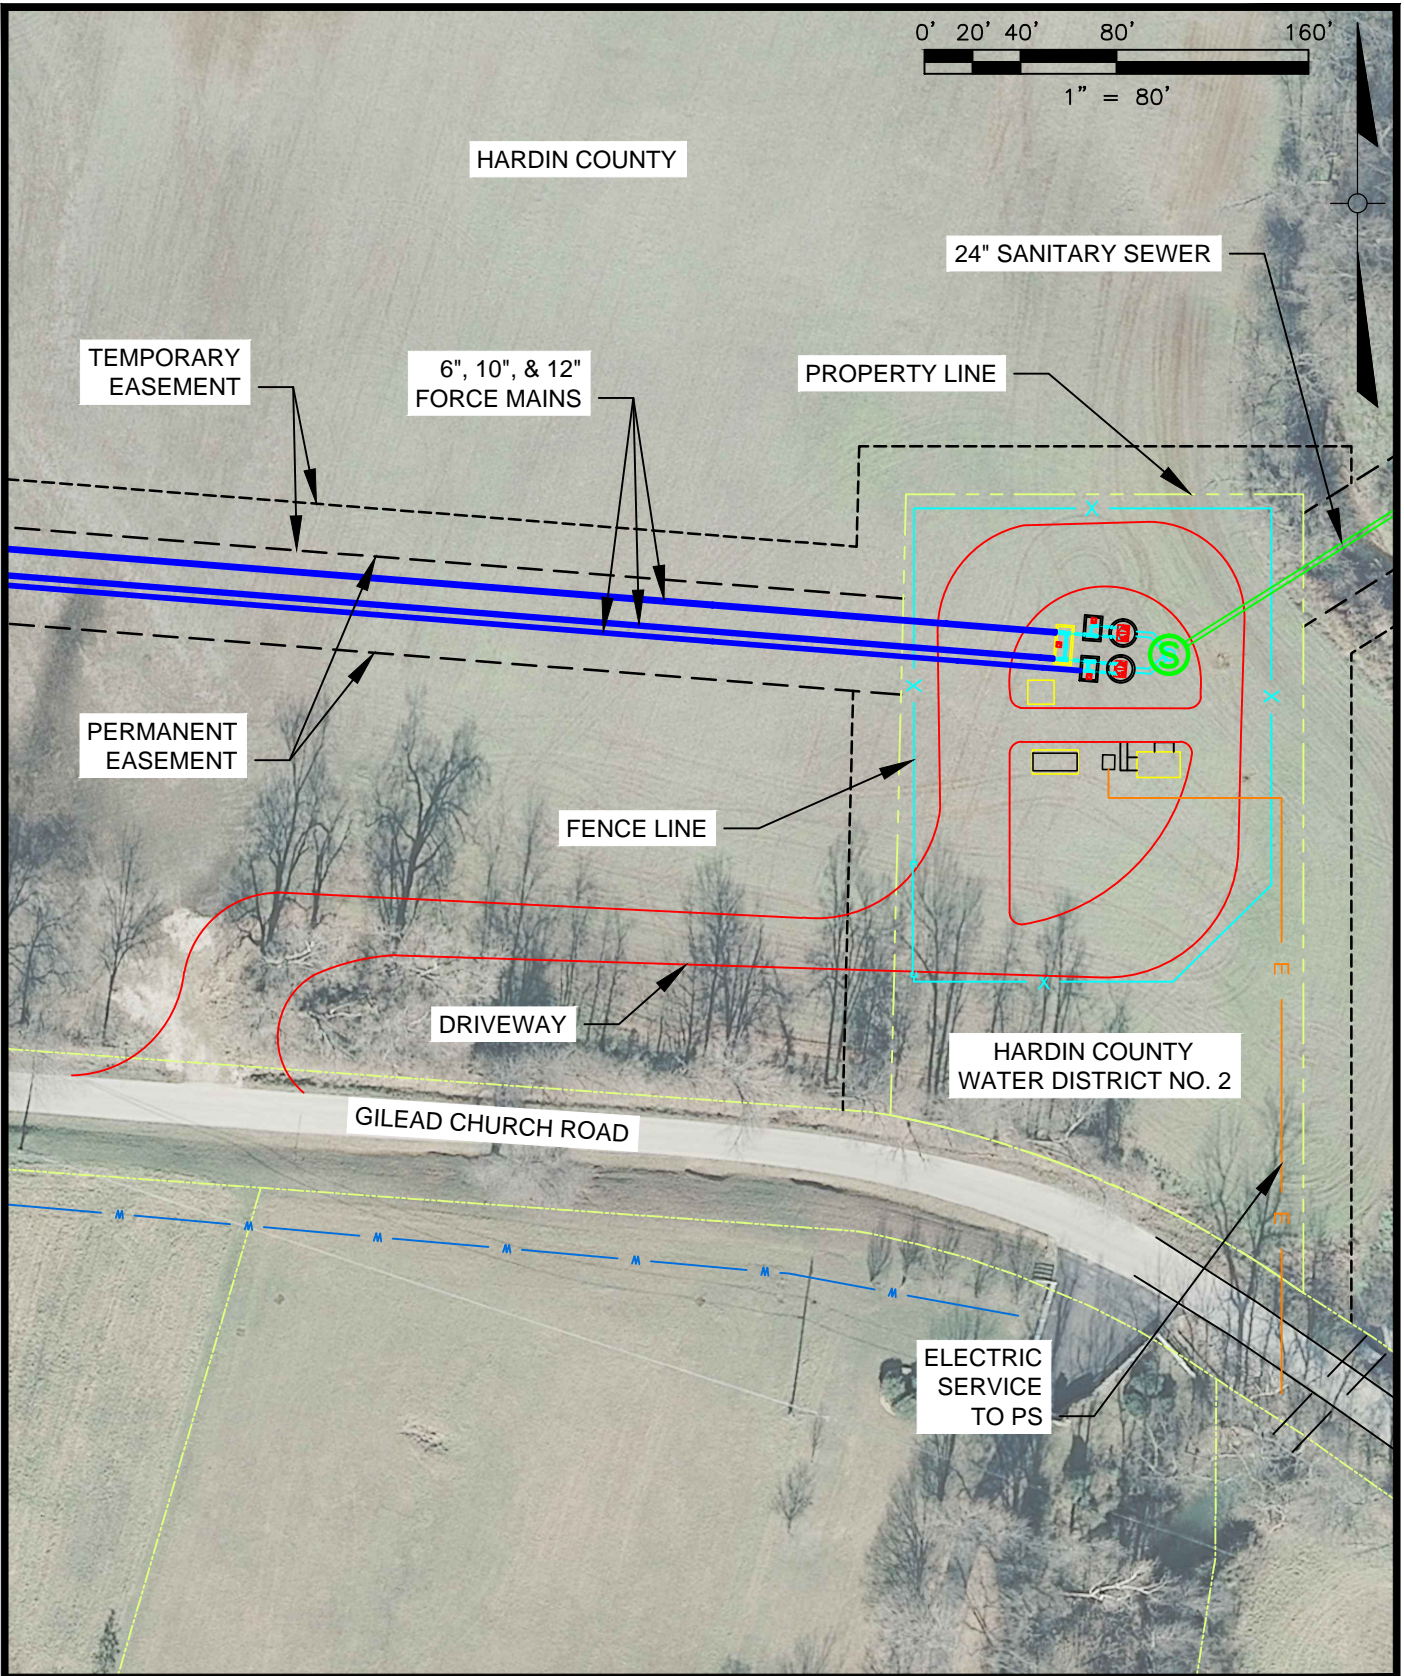 0' 20' 40' 80' 160'
1" = 80'
HARDIN COUNTY
24" SANITARY SEWER
TEMPORARY
EASEMENT
6", 10", & 12"
FORCE MAINS
PROPERTY LINE
X
S
X
X
PERMANENT
EASEMENT
FENCE LINE
E
X
DRIVEWAY
HARDIN COUNTY
WATER DISTRICT NO. 2
GILEAD CHURCH ROAD
W W W W W W W
E
ELECTRIC
SERVICE
TO PS